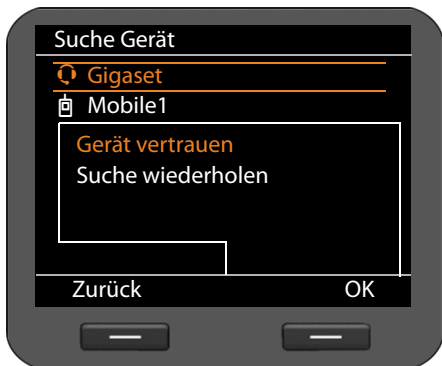 Suche Gerät
Gigaset
Mobile1
Gerät vertrauen
Suche wiederholen
Zurück OK